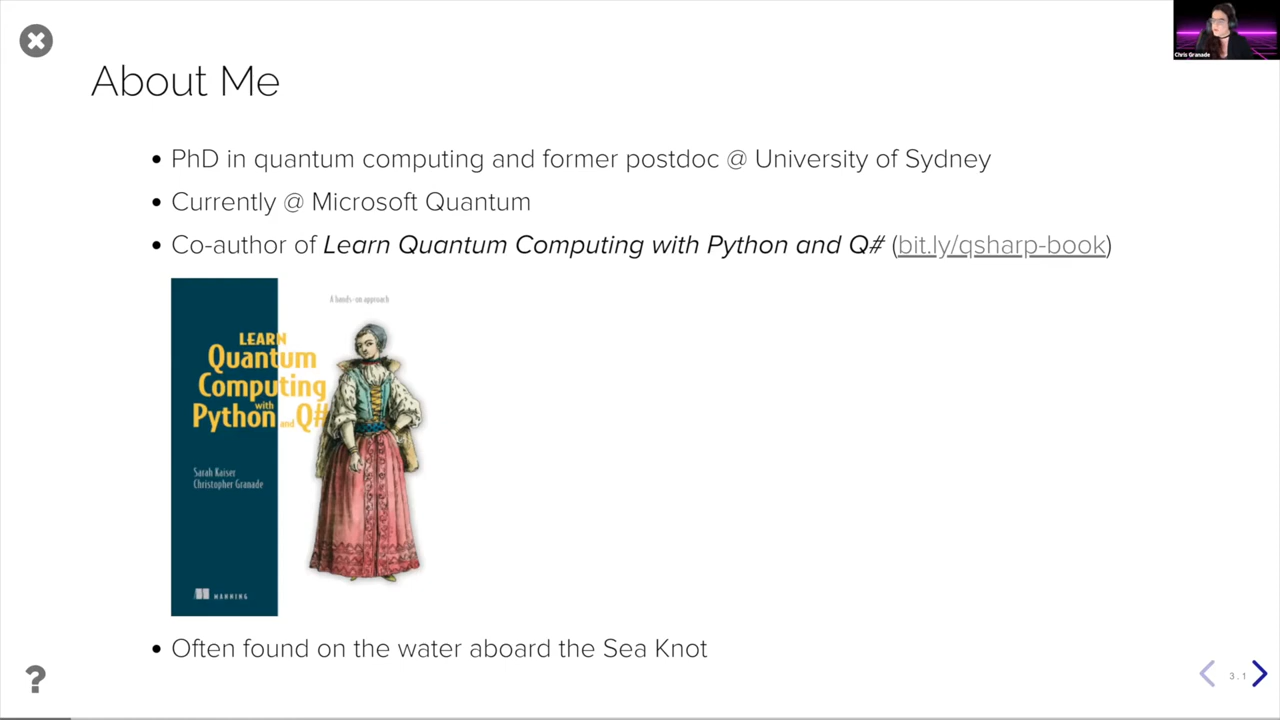 Chris Granade
About Me
• PhD in quantum computing and former postdoc @ University of Sydney
• Currently @ Microsoft Quantum
• Co-author of Learn Quantum Computing with Python and Q# (bit.ly/qsharp-book)
A hands-on approach
LEARN
Quantum
Computing
with
Python and Q#
Sarah Kaiser
Christopher Granade
MANNING
• Often found on the water aboard the Sea Knot
?
3.1